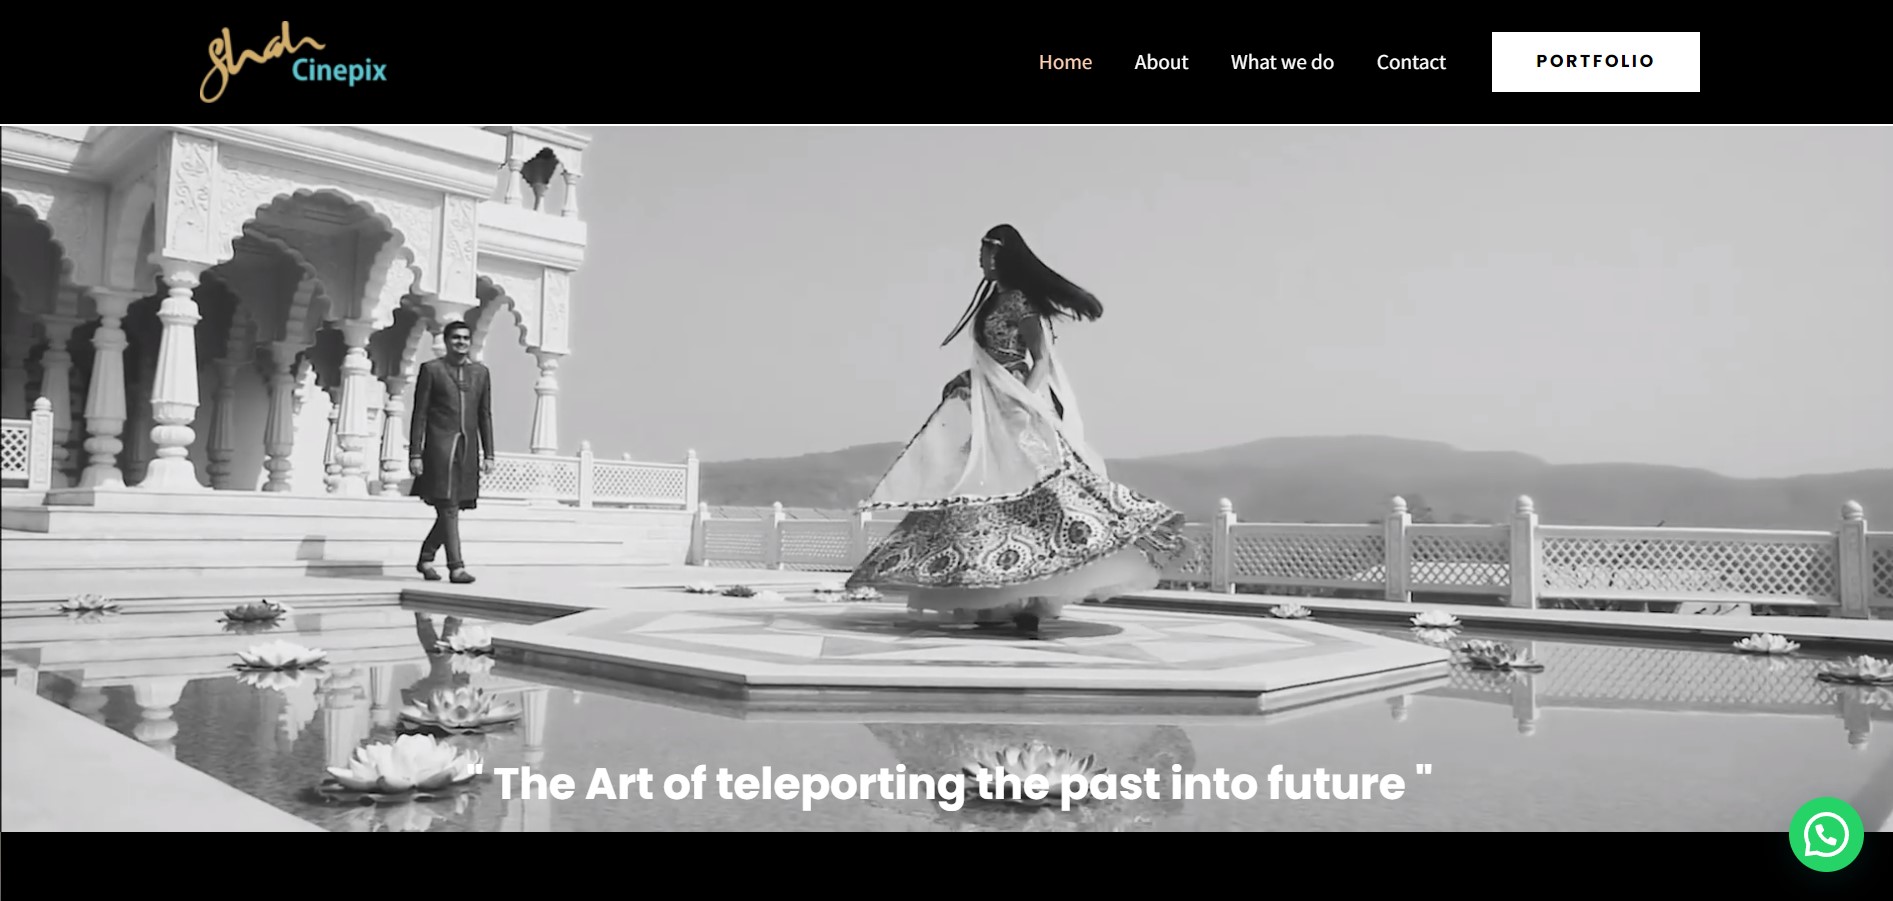 Shah
Cinepix
Home
About
What we do
Contact
PORTFOLIO
" The Art of teleporting the past into future "